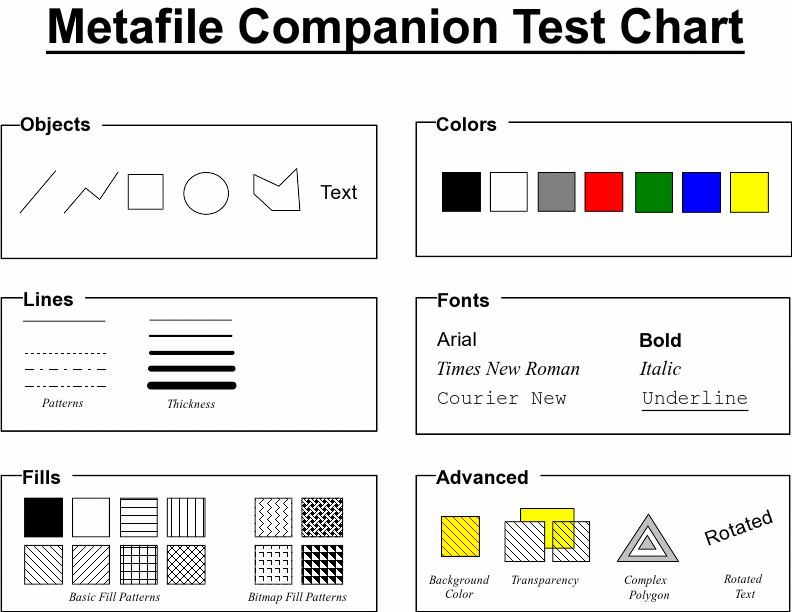 Metafile Companion Test Chart
Objects
Text
Colors
Lines
Patterns
Thickness
Fonts
Arial
Bold
Times New Roman
Italic
Courier New
Underline
Fills
Basic Fill Patterns
Bitmap Fill Patterns
Advanced
Background
Color
Transparency
Complex
Polygon
Rotated
Rotated
Text